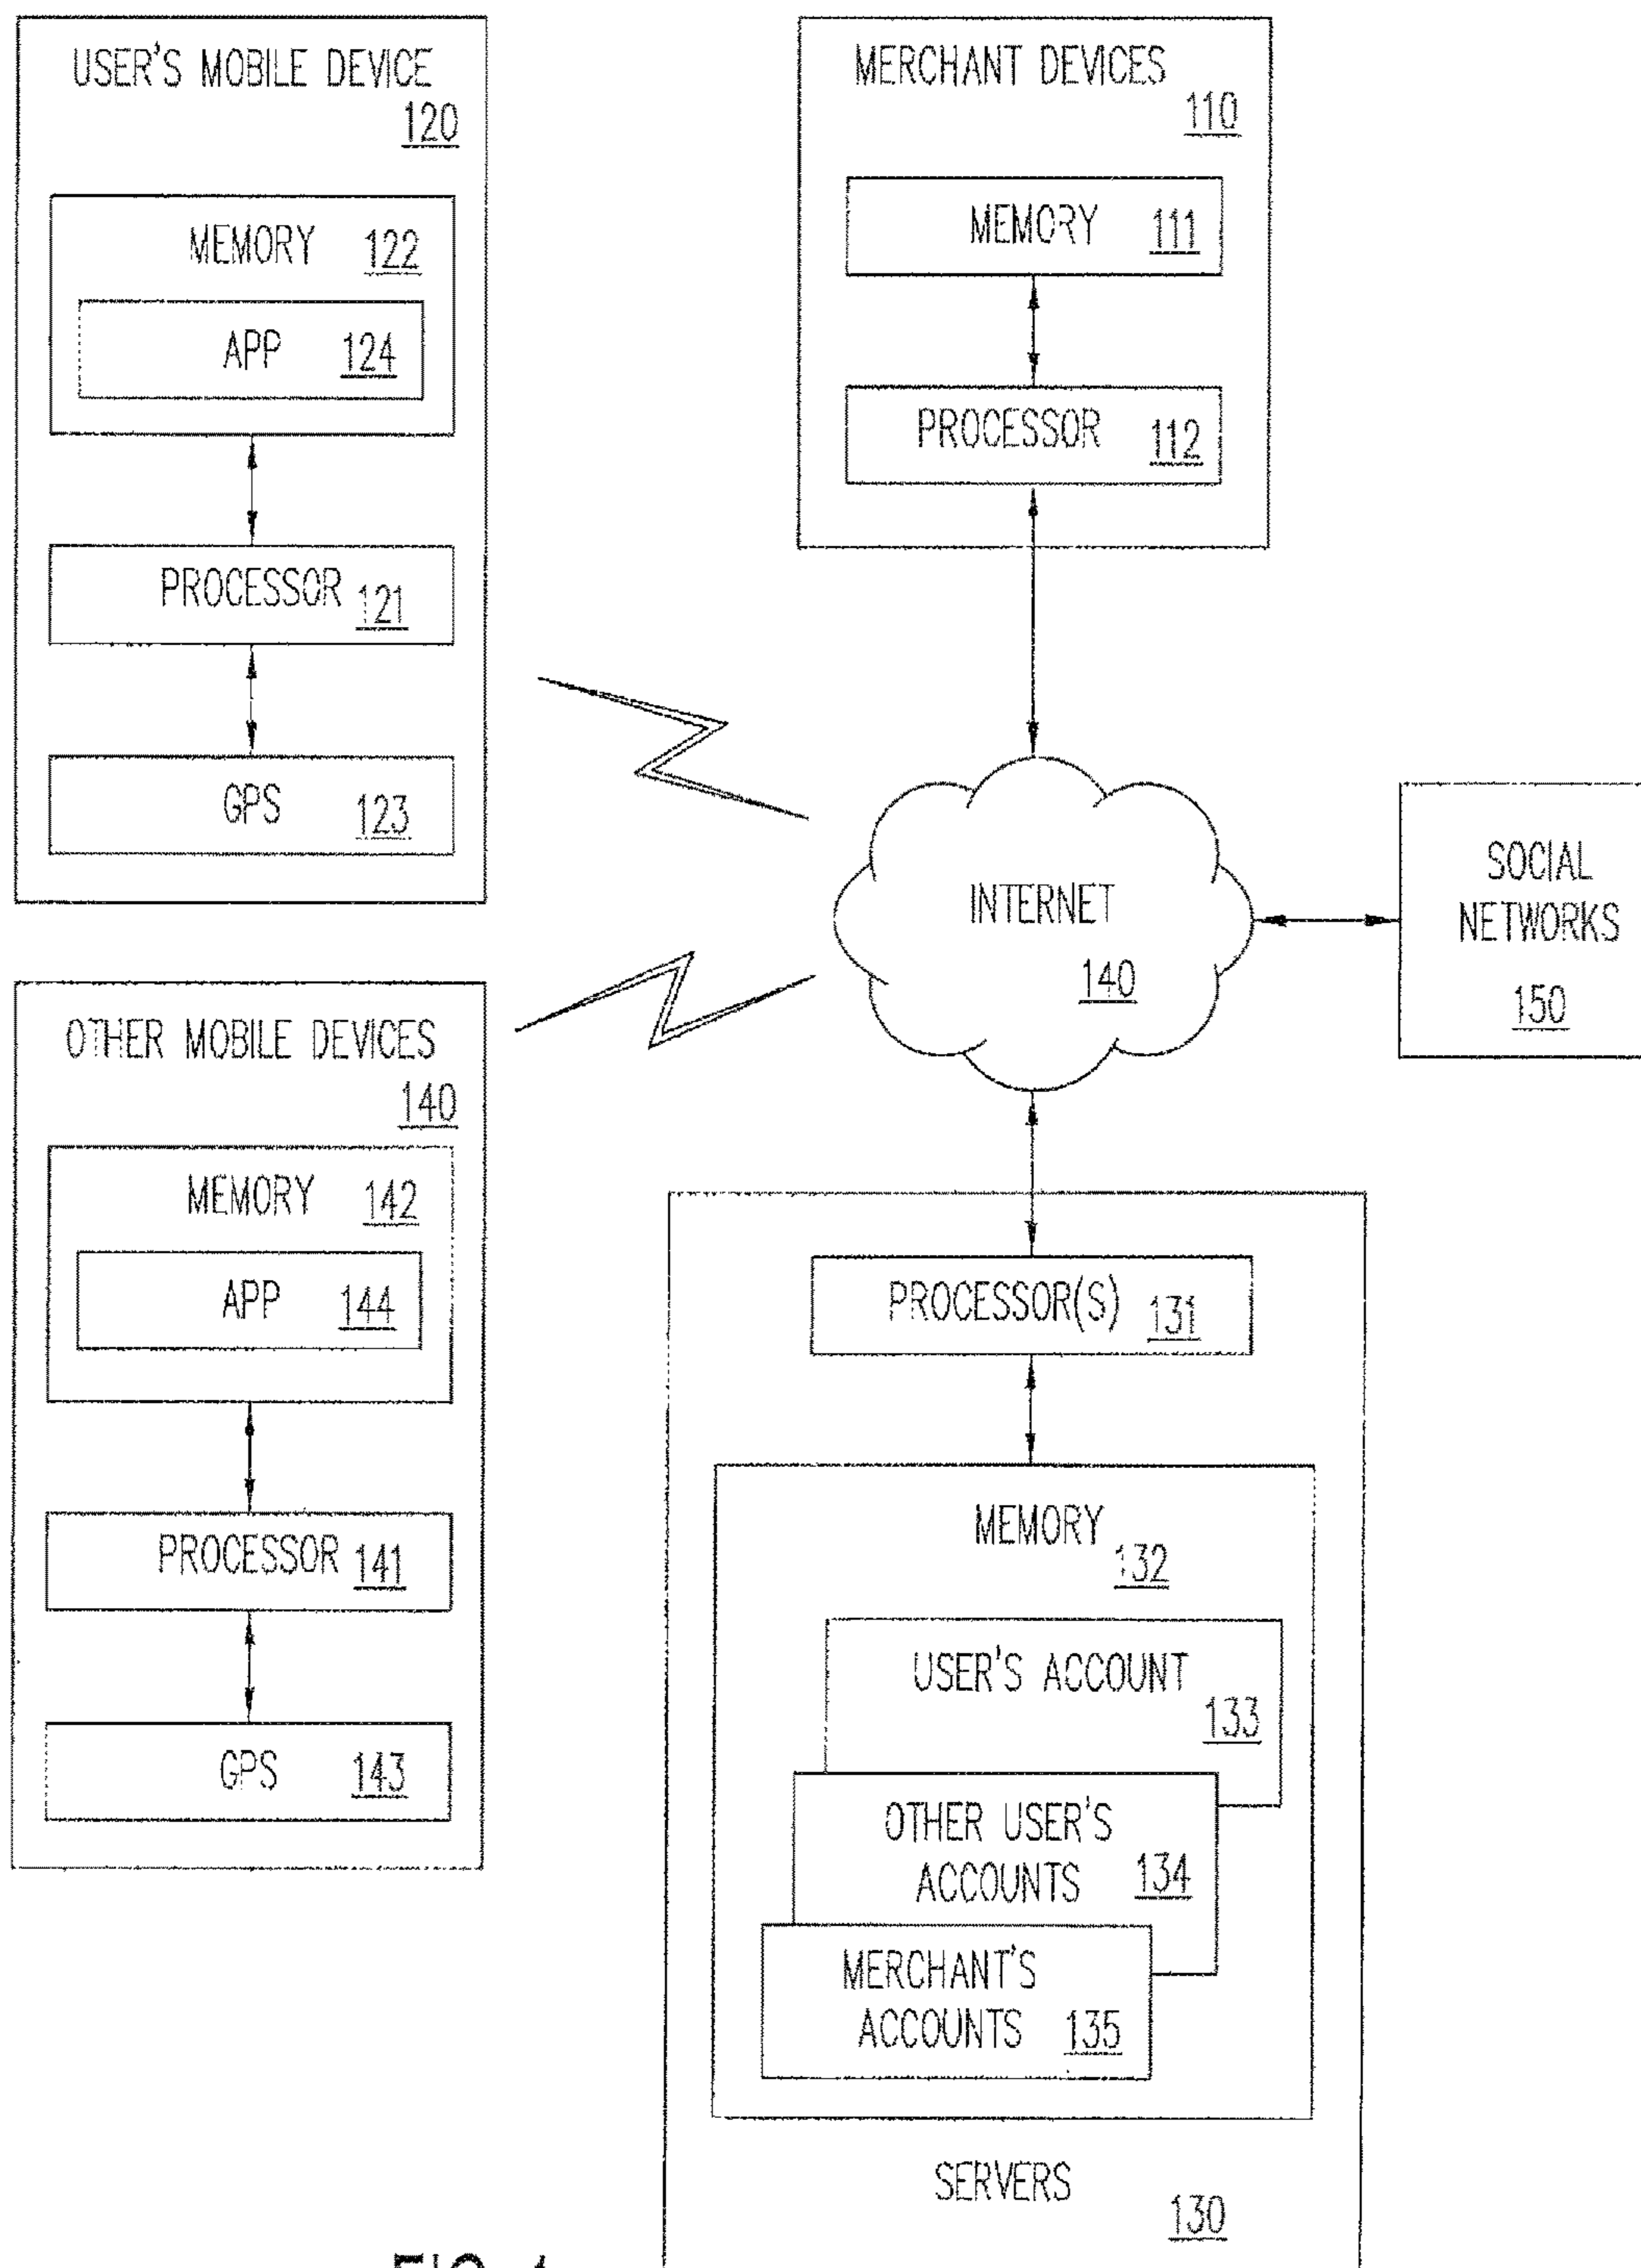 USER'S MOBILE DEVICE
120
MEMORY 122
APP 124
PROCESSOR 121
GPS 123
MERCHANT DEVICES
110
MEMORY 111
PROCESSOR 112
INTERNET
140
SOCIAL
NETWORKS
150
OTHER MOBILE DEVICES
140
MEMORY 142
APP 144
PROCESSOR 141
GPS 143
PROCESSOR(S) 131
MEMORY
132
USER'S ACCOUNT
133
OTHER USER'S
ACCOUNTS 134
MERCHANT'S
ACCOUNTS 135
SERVERS
130
FIG. 1